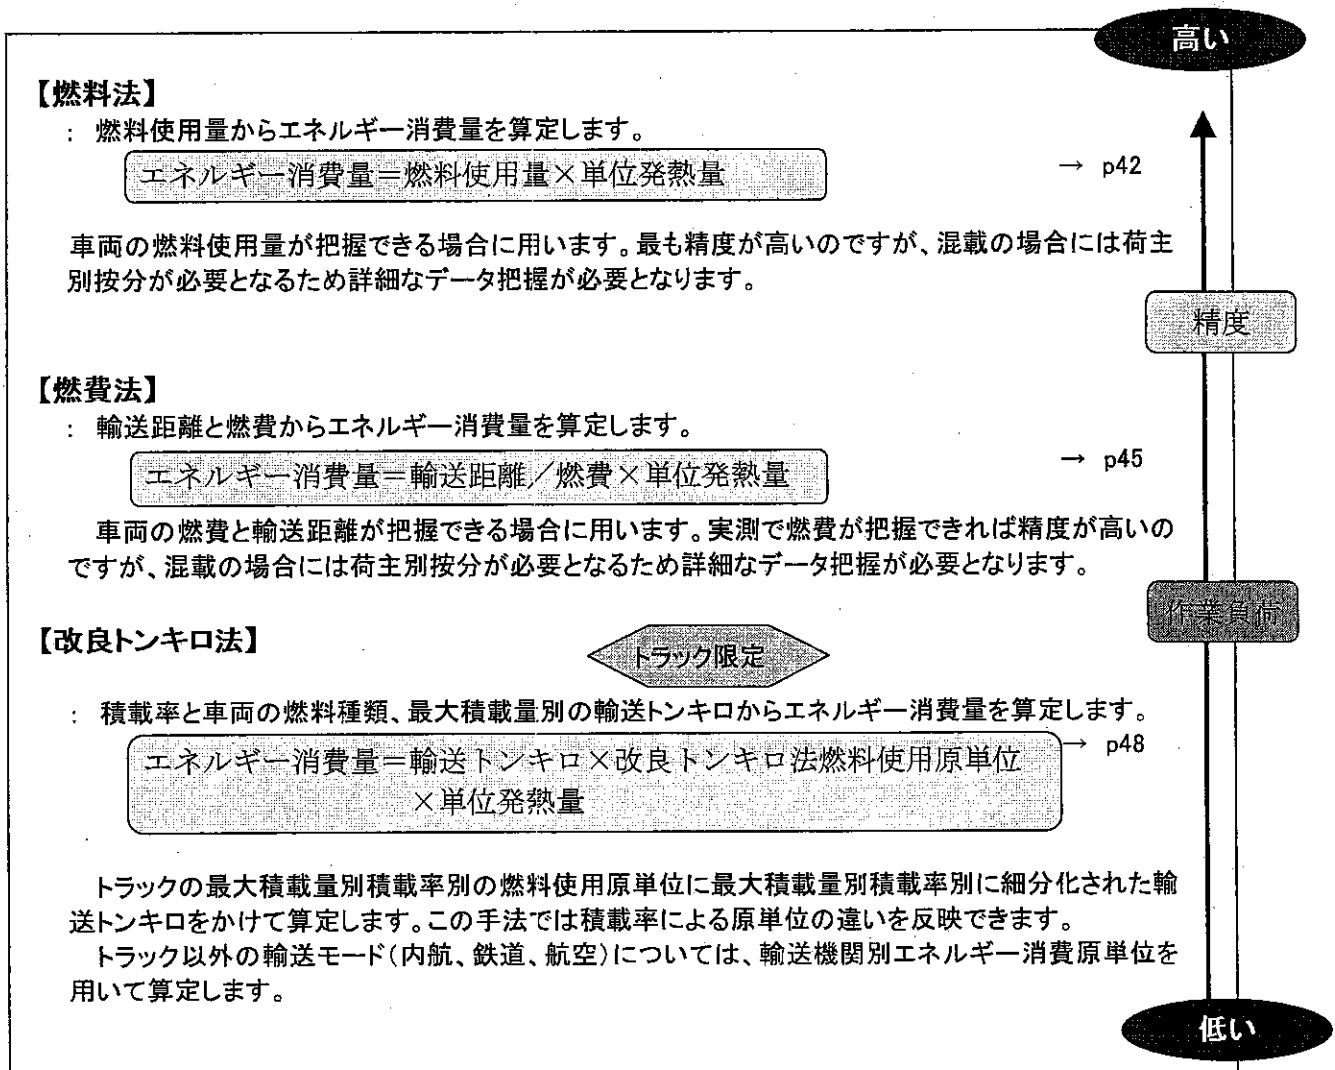 高い
【燃料法】
: 燃料使用量からエネルギー消費量を算定します。
エネルギー消費量＝燃料使用量×単位発熱量
→ p42
車両の燃料使用量が把握できる場合に用います。最も精度が高いのですが、混載の場合には荷主
別按分が必要となるため詳細なデータ把握が必要となります。
精度
【燃費法】
: 輸送距離と燃費からエネルギー消費量を算定します。
エネルギー消費量＝輸送距離／燃費×単位発熱量
→ p45
車両の燃費と輸送距離が把握できる場合に用います。実測で燃費が把握できれば精度が高いの
ですが、混載の場合には荷主別按分が必要となるため詳細なデータ把握が必要となります。
作業負荷
【改良トンキロ法】
トラック限定
: 積載率と車両の燃料種類、最大積載量別の輸送トンキロからエネルギー消費量を算定します。
エネルギー消費量＝輸送トンキロ×改良トンキロ法燃料使用原単位
×単位発熱量
→ p48
トラックの最大積載量別積載率別の燃料使用原単位に最大積載量別積載率別に細分化された輸
送トンキロをかけて算定します。この手法では積載率による原単位の違いを反映できます。
トラック以外の輸送モード(内航、鉄道、航空)については、輸送機関別エネルギー消費原単位を
用いて算定します。
低い